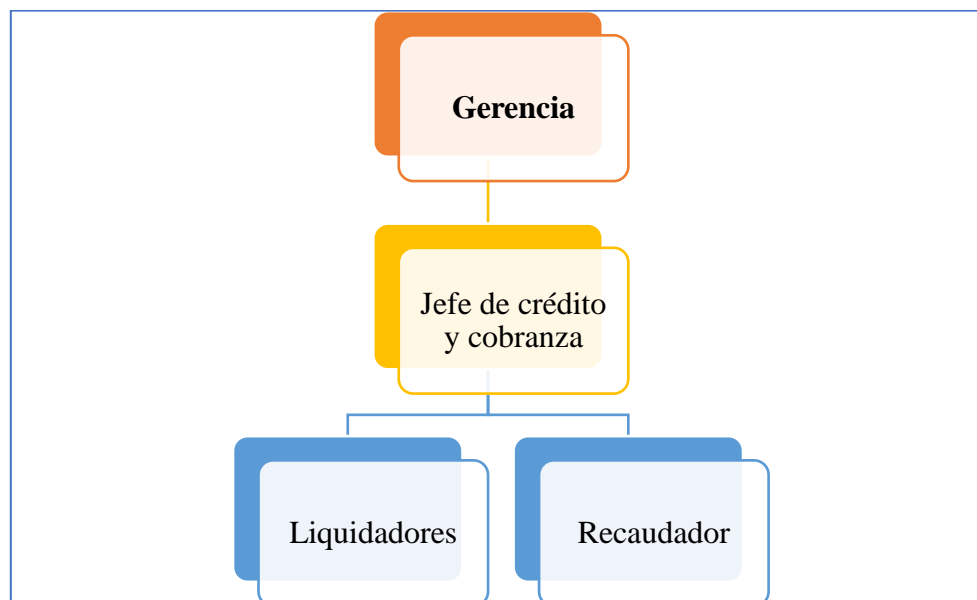 Gerencia
Jefe de crédito
y cobranza
Liquidadores
Recaudador